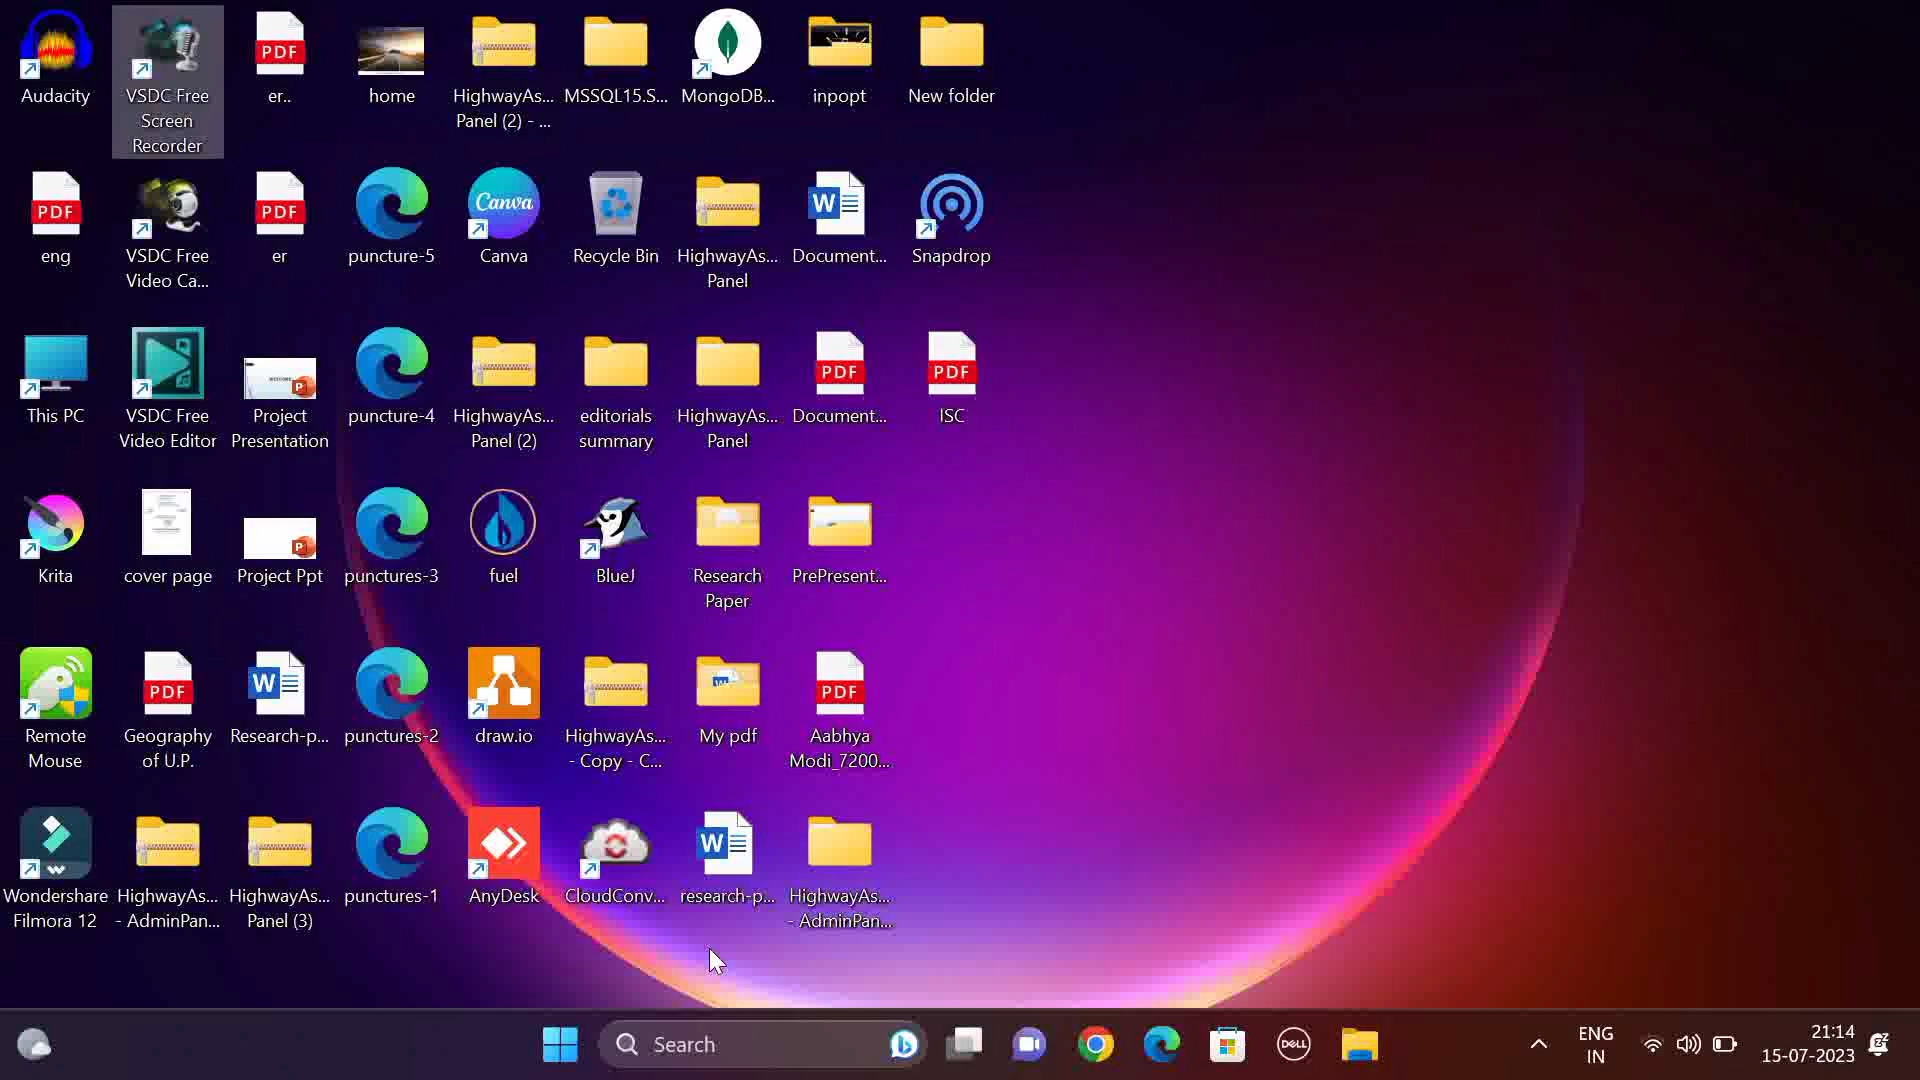 Audacity
VSDC Free
Screen
Recorder
PDF
er..
home
HighwayAs...
Panel (2) - ...
MSSQL15.S...
MongoDB...
inpopt
New folder
PDF
eng
VSDC Free
Video Ca...
PDF
er
puncture-5
Canva
Canva
Recycle Bin
HighwayAs...
Panel
W
Document...
Snapdrop
This PC
VSDC Free
Video Editor
P
Project
Presentation
puncture-4
HighwayAs...
Panel (2)
editorials
summary
HighwayAs...
Panel
PDF
Document...
PDF
ISC
Krita
cover page
P
Project Ppt
punctures-3
fuel
BlueJ
Research
Paper
PrePresent...
Remote
Mouse
PDF
Geography
of U.P.
W
Research-p...
punctures-2
draw.io
HighwayAs...
- Copy - C...
W
My pdf
PDF
Aabhya
Modi_7200...
Wondershare
Filmora 12
HighwayAs...
- AdminPan...
HighwayAs...
Panel (3)
punctures-1
AnyDesk
CloudConv...
W
research-p...
HighwayAs...
- AdminPan...
Search
DELL
ENG
IN
21:14
15-07-2023